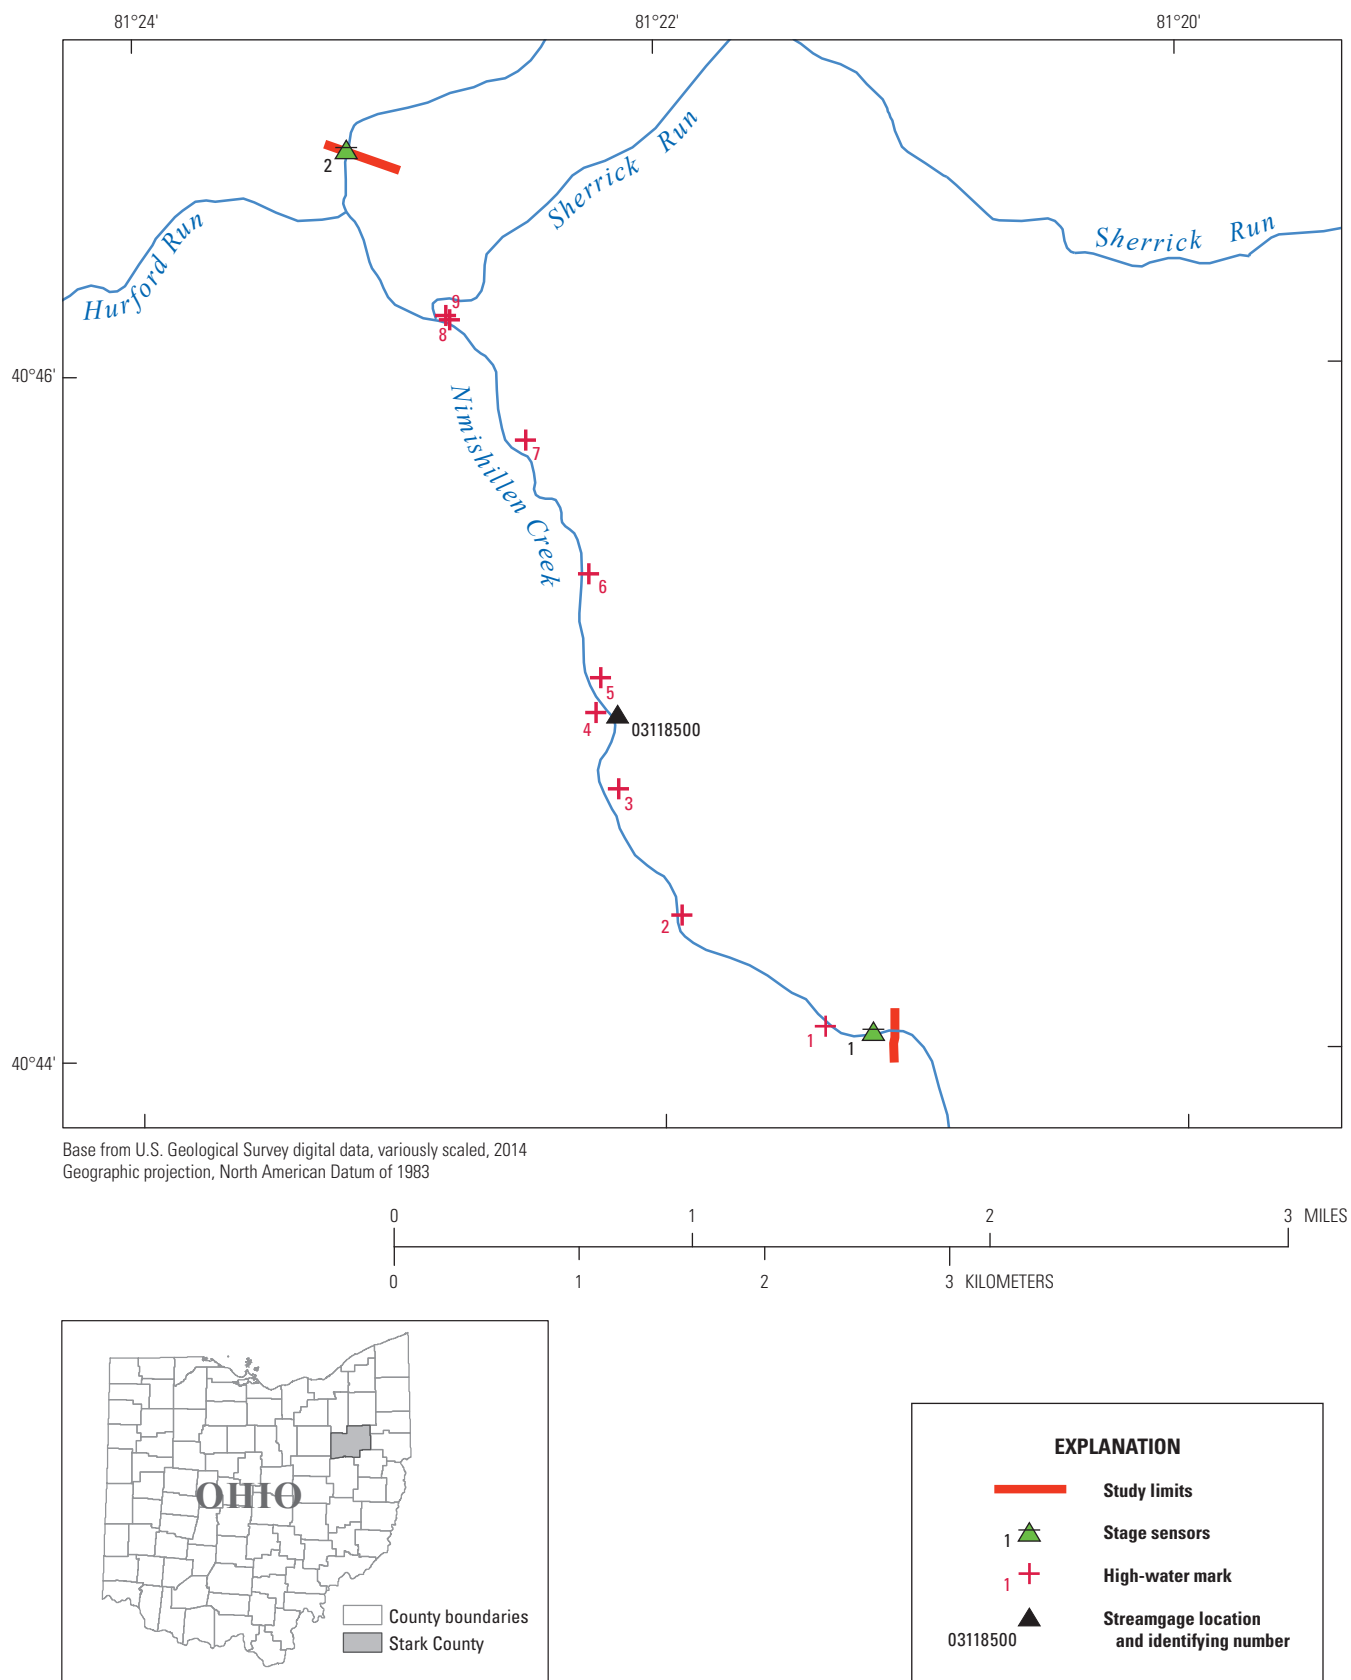 81°24'
81°22'
81°20'
2
Sherrick Run
Hurford Run
Sherrick Run
9
8
40°46'
Nimishillen Creek
7
6
5
4
03118500
3
2
1
1
40°44'
Base from U.S. Geological Survey digital data, variously scaled, 2014
Geographic projection, North American Datum of 1983
0 1 2 3 MILES
0 1 2 3 KILOMETERS
OHIO
County boundaries
Stark County
EXPLANATION
Study limits
1 Stage sensors
1 High-water mark
Streamgage location
03118500 and identifying number